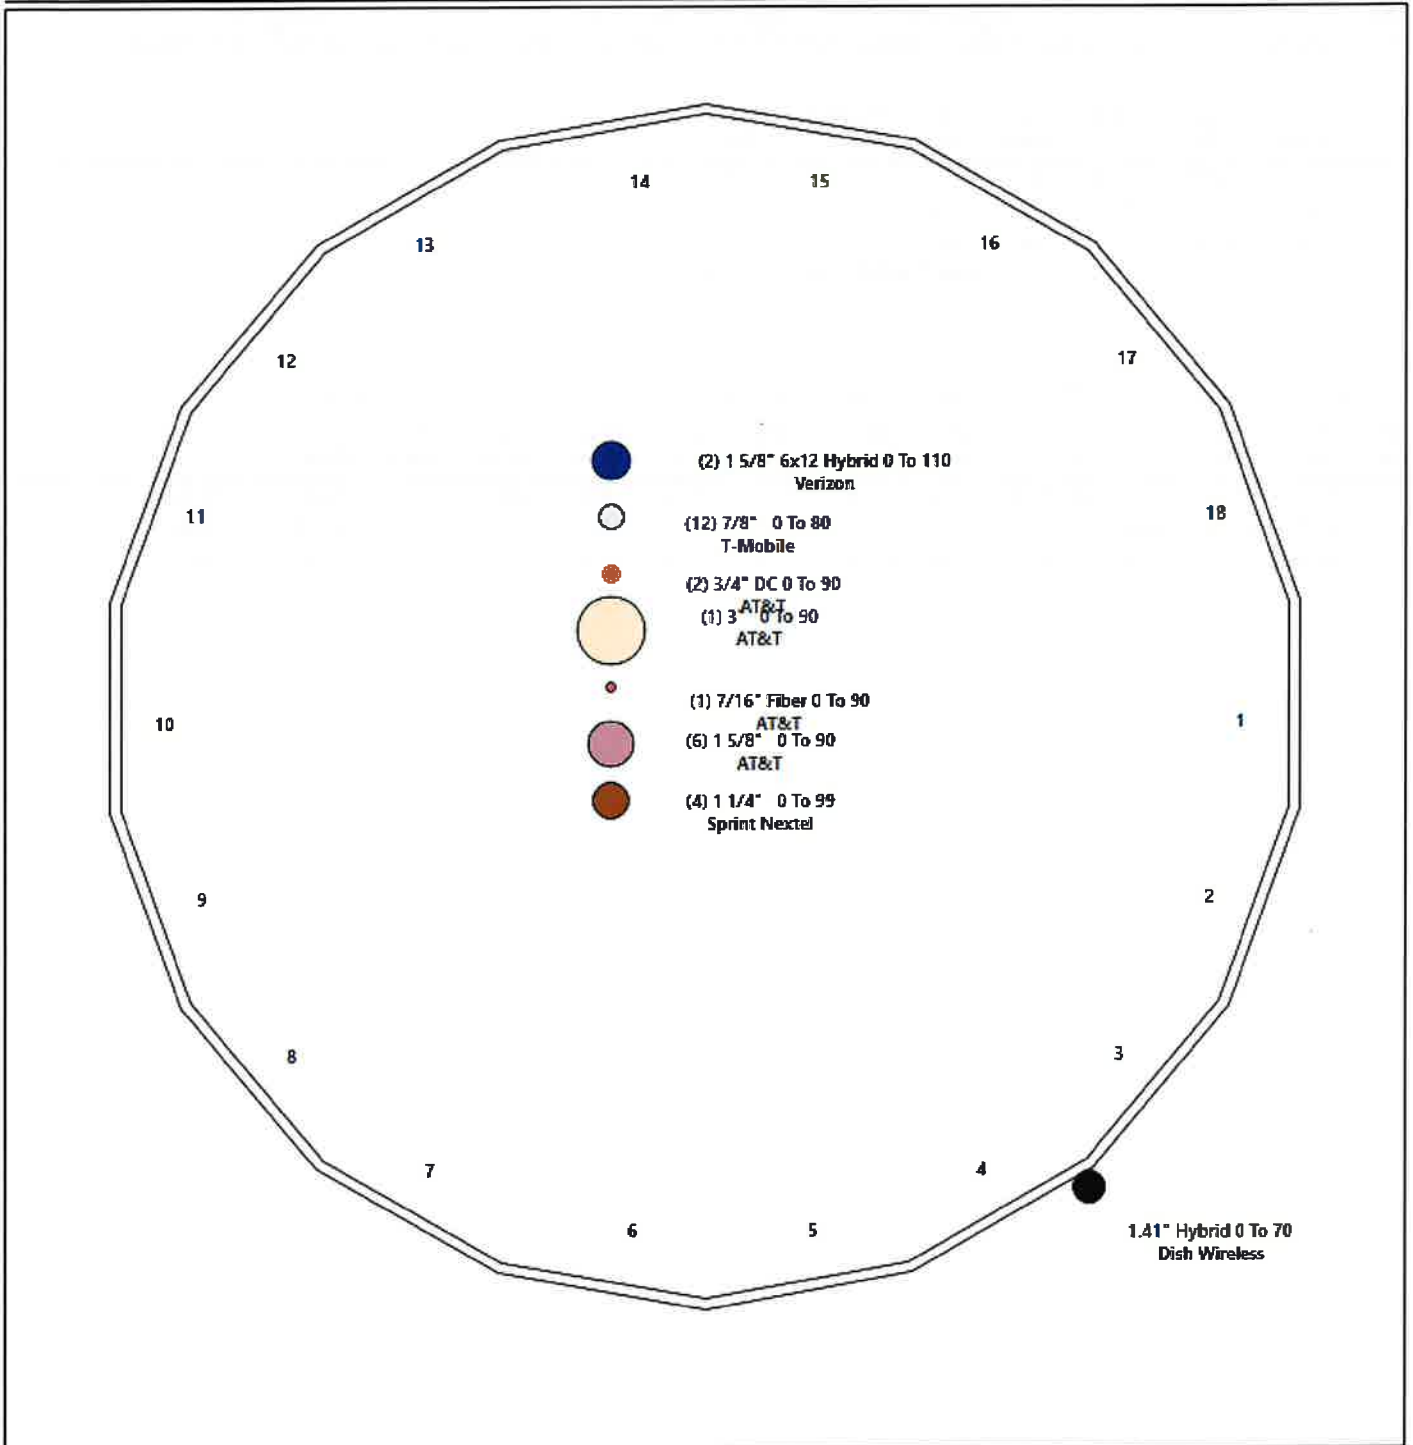 14
15
13
16
12
17
(2) 1 5/8" 6x12 Hybrid 0 To 110
Verizon
11
18
(12) 7/8" 0 To 80
T-Mobile
(2) 3/4" DC 0 To 90
AT&T
(1) 3" 0 To 90
AT&T
(1) 7/16" Fiber 0 To 90
AT&T
10
1
(6) 1 5/8" 0 To 90
AT&T
(4) 1 1/4" 0 To 99
Sprint Nextel
9
2
8
3
7
4
6
5
1.41" Hybrid 0 To 70
Dish Wireless